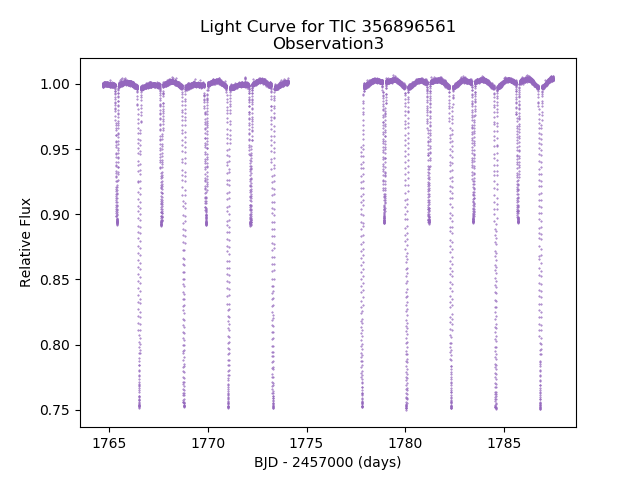 Light Curve for TIC 356896561
Observation3
1.00
0.95
0.90
0.85
0.80
0.75
Relative Flux
1765
1770
1775
1780
1785
BJD - 2457000 (days)